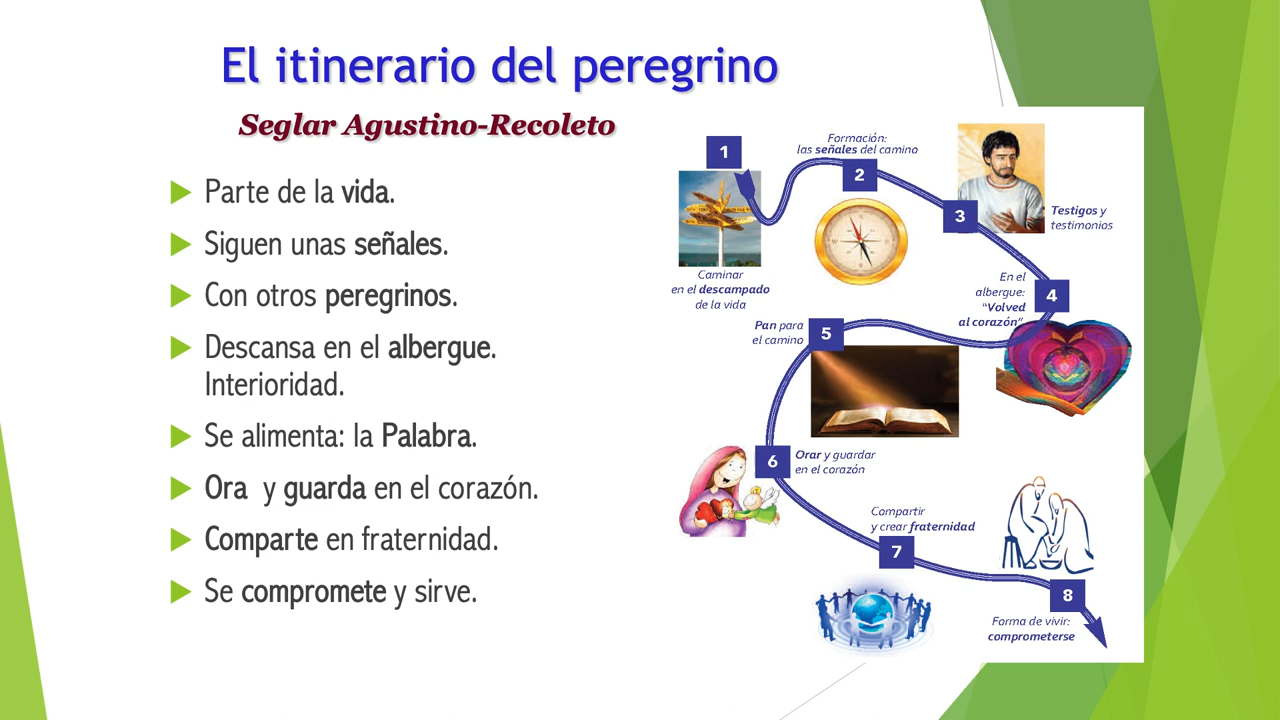 El itinerario del peregrino
Seglar Agustino-Recoleto
Parte de la vida.
Siguen unas señales.
Con otros peregrinos.
Descansa en el albergue.
Interioridad.
Se alimenta: la Palabra.
Ora y guarda en el corazón.
Comparte en fraternidad.
Se compromete y sirve.
1
Caminar
en el descampado
de la vida
Formación:
las señales del camino
2
3
Testigos y
testimonios
En el
albergue:
“Volved
al corazón”
4
Pan para
el camino
5
6
Orar y guardar
en el corazón
Compartir
y crear fraternidad
7
8
Forma de vivir:
comprometerse